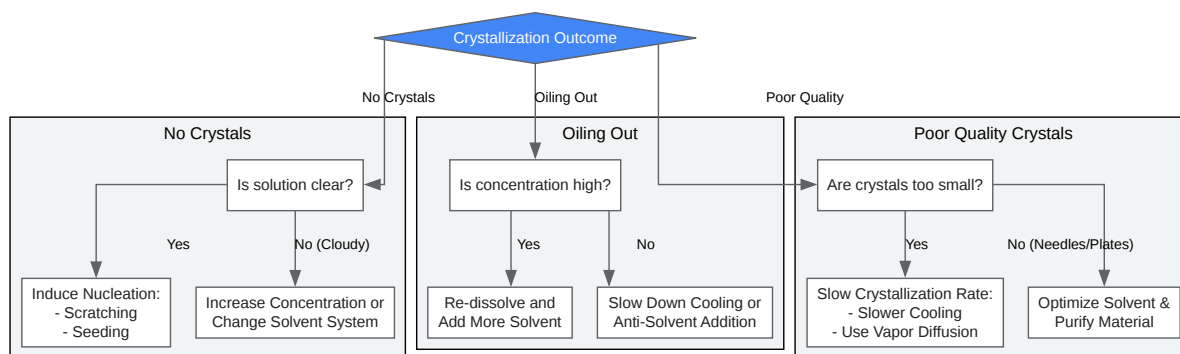 Crystallization Outcome
No Crystals
Oiling Out
Poor Quality
No Crystals
Is solution clear?
Yes
No (Cloudy)
Induce Nucleation:
- Scratching
- Seeding
Increase Concentration or
Change Solvent System
Oiling Out
Is concentration high?
Yes
No
Re-dissolve and
Add More Solvent
Slow Down Cooling or
Anti-Solvent Addition
Poor Quality Crystals
Are crystals too small?
Yes
No (Needles/Plates)
Slow Crystallization Rate:
- Slower Cooling
- Use Vapor Diffusion
Optimize Solvent &
Purify Material